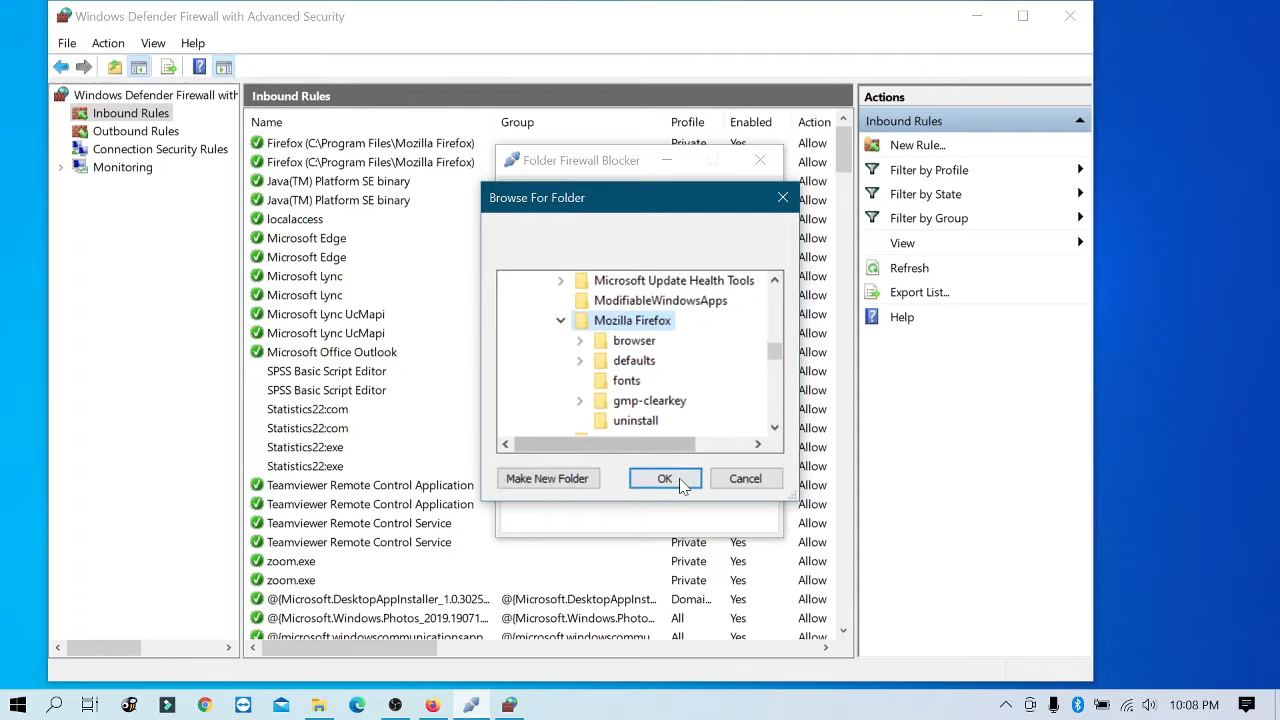 Windows Defender Firewall with Advanced Security
File Action View Help
Windows Defender Firewall with
Inbound Rules
Outbound Rules
Connection Security Rules
Monitoring
Inbound Rules
Name Group Profile Enabled Action
Firefox (C:\Program Files\Mozilla Firefox) Private Yes Allow
Firefox (C:\Program Files\Mozilla Firefox) Allow
Java(TM) Platform SE binary Allow
Java(TM) Platform SE binary Allow
localaccess Allow
Microsoft Edge Allow
Microsoft Edge Allow
Microsoft Lync Allow
Microsoft Lync Allow
Microsoft Lync UcMapi Allow
Microsoft Lync UcMapi Allow
Microsoft Office Outlook Allow
SPSS Basic Script Editor Allow
SPSS Basic Script Editor Allow
Statistics22:com Allow
Statistics22:com Allow
Statistics22:exe Allow
Statistics22:exe Allow
Teamviewer Remote Control Application Allow
Teamviewer Remote Control Application Allow
Teamviewer Remote Control Service Allow
Teamviewer Remote Control Service Private Yes Allow
zoom.exe Private Yes Allow
zoom.exe Private Yes Allow
@{Microsoft.DesktopAppInstaller_1.0.3025... @{Microsoft.DesktopAppInst... Domai... Yes Allow
@{Microsoft.Windows.Photos_2019.19071... @{Microsoft.Windows.Photo... All Yes Allow
@{microsoft.windowscommunicationsapp @{microsoft.windowscommu All Yes Allow
Folder Firewall Blocker
Browse For Folder
Microsoft Update Health Tools
ModifiableWindowsApps
Mozilla Firefox
browser
defaults
fonts
gmp-clearkey
uninstall
Make New Folder OK Cancel
Actions
Inbound Rules
New Rule...
Filter by Profile
Filter by State
Filter by Group
View
Refresh
Export List...
Help
10:08 PM